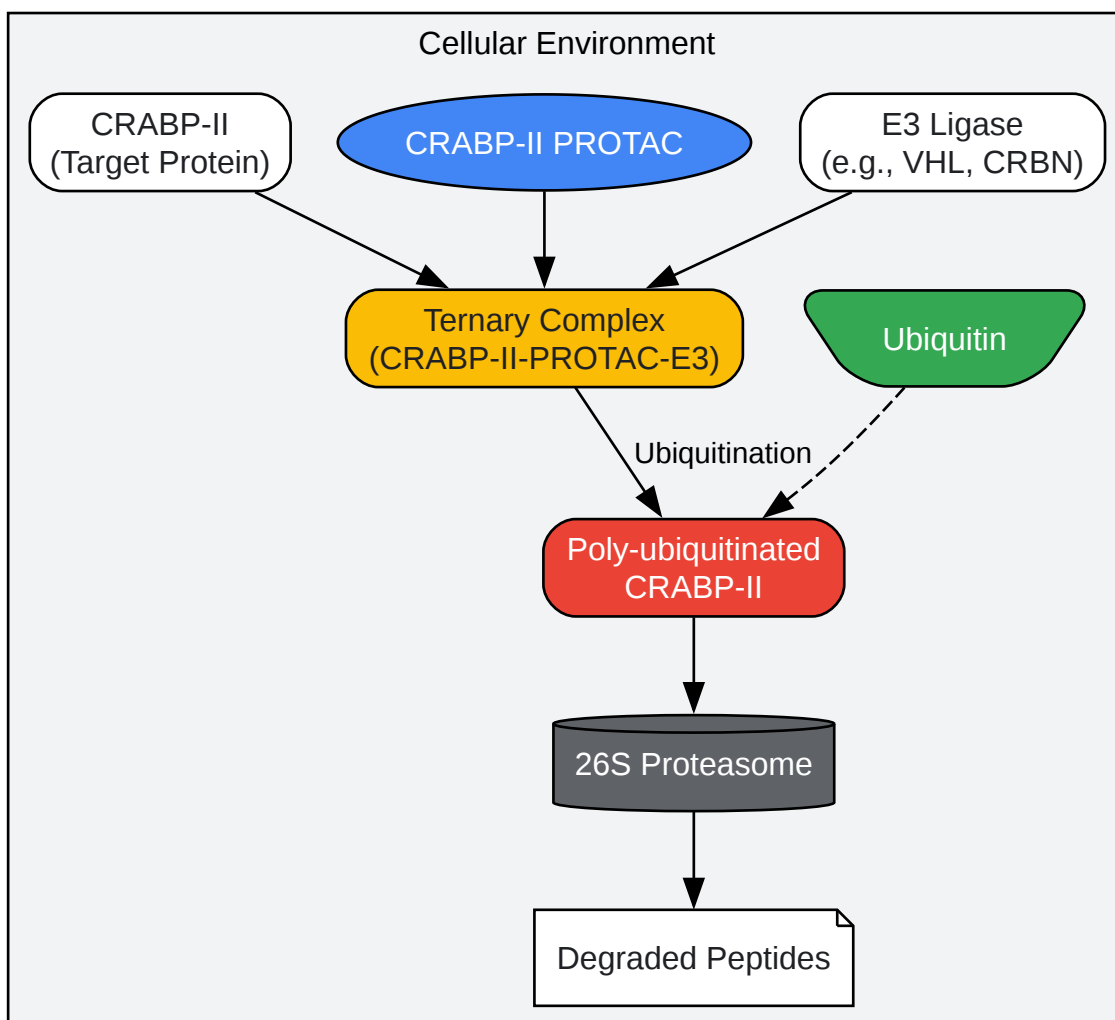 Cellular Environment
CRABP-II
(Target Protein)
CRABP-II PROTAC
E3 Ligase
(e.g., VHL, CRBN)
Ternary Complex
(CRABP-II-PROTAC-E3)
Ubiquitin
Ubiquitination
Poly-ubiquitinated
CRABP-II
26S Proteasome
Degraded Peptides